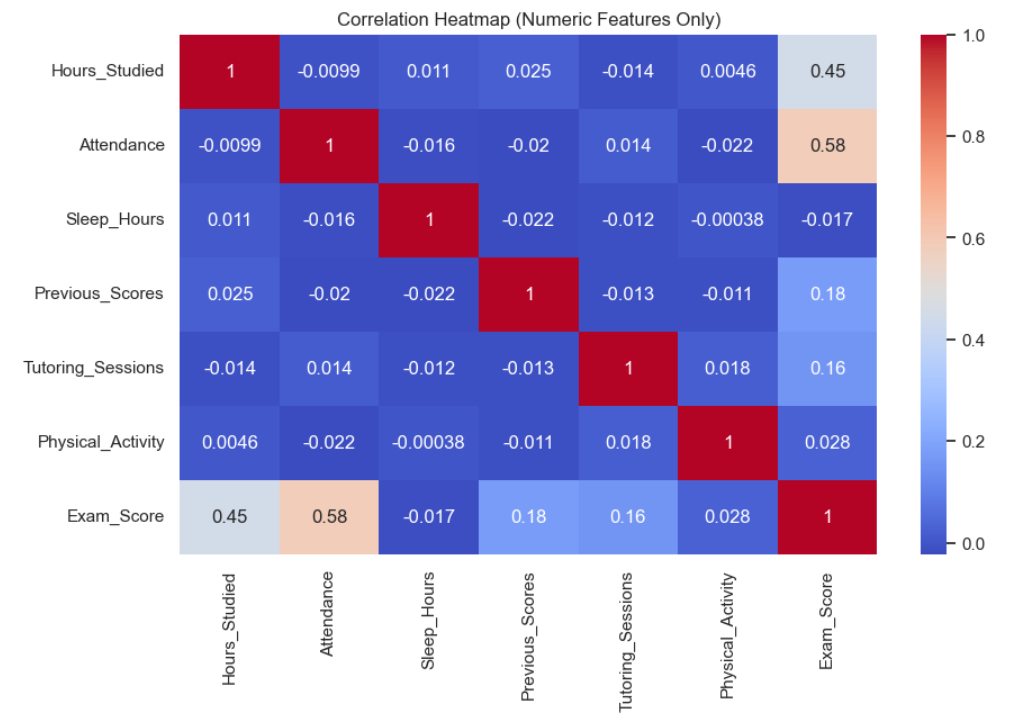 Correlation Heatmap (Numeric Features Only)
Hours_Studied 1 -0.0099 0.011 0.025 -0.014 0.0046 0.45
Attendance -0.0099 1 -0.016 -0.02 0.014 -0.022 0.58
Sleep_Hours 0.011 -0.016 1 -0.022 -0.012 -0.00038 -0.017
Previous_Scores 0.025 -0.02 -0.022 1 -0.013 -0.011 0.18
Tutoring_Sessions -0.014 0.014 -0.012 -0.013 1 0.018 0.16
Physical_Activity 0.0046 -0.022 -0.00038 -0.011 0.018 1 0.028
Exam_Score 0.45 0.58 -0.017 0.18 0.16 0.028 1
Hours_Studied
Attendance
Sleep_Hours
Previous_Scores
Tutoring_Sessions
Physical_Activity
Exam_Score
1.0
0.8
0.6
0.4
0.2
0.0